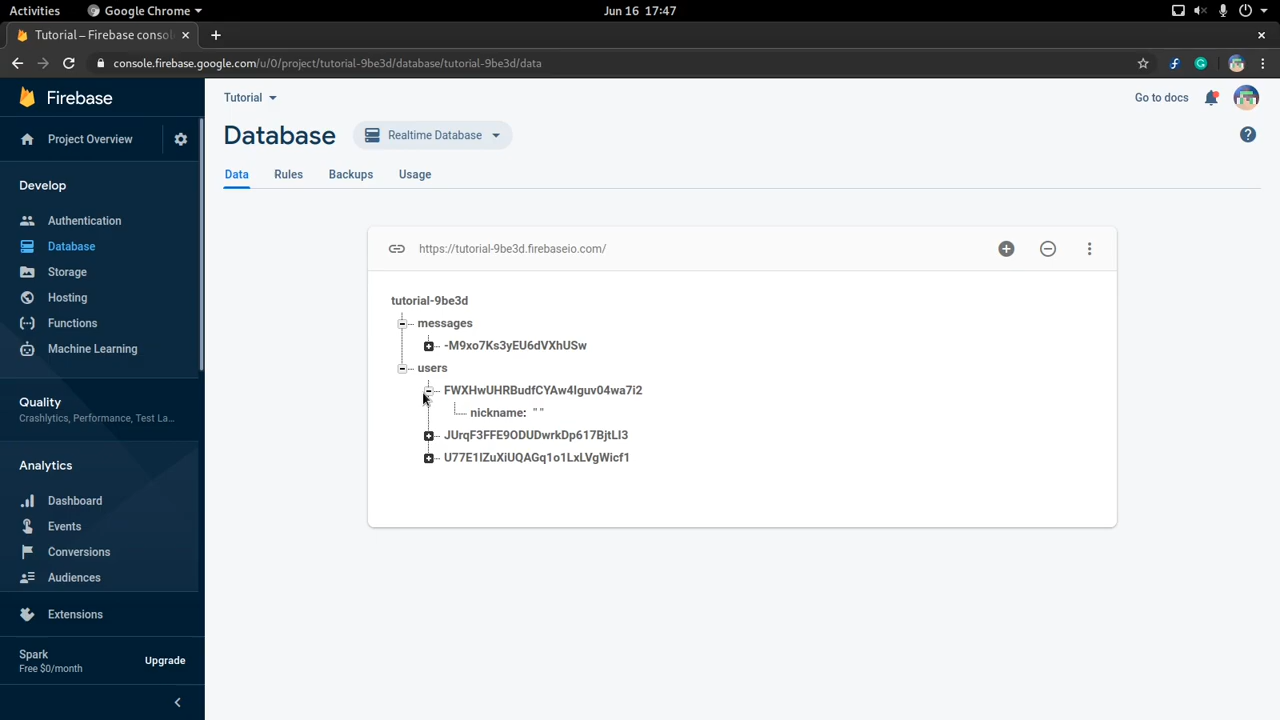 Activities Google Chrome Jun 16 17:47
Tutorial – Firebase consol
console.firebase.google.com/u/0/project/tutorial-9be3d/database/tutorial-9be3d/data
Firebase
Project Overview
Develop
Authentication
Database
Storage
Hosting
Functions
Machine Learning
Quality
Crashlytics, Performance, Test La...
Analytics
Dashboard
Events
Conversions
Audiences
Extensions
Spark
Free $0/month
Upgrade
Tutorial
Go to docs
Database Realtime Database
Data Rules Backups Usage
https://tutorial-9be3d.firebaseio.com/
tutorial-9be3d
messages
-M9xo7Ks3yEU6dVXhUSw
users
FWXHwUHRBudfCYAw4Iguv04wa7i2
nickname: " "
JUrqF3FFE9ODUDwrkDp617BjtLI3
U77E1IZuXiUQAGq1o1LxLVgWicf1